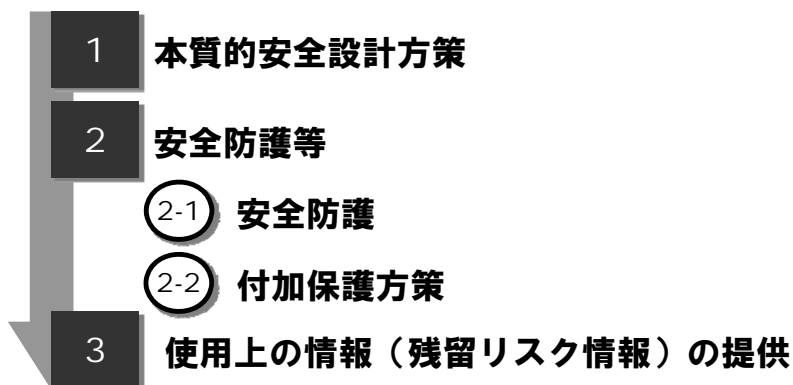 1 本質的安全設計方策
2 安全防護等
2-1 安全防護
2-2 付加保護方策
3 使用上の情報（残留リスク情報）の提供